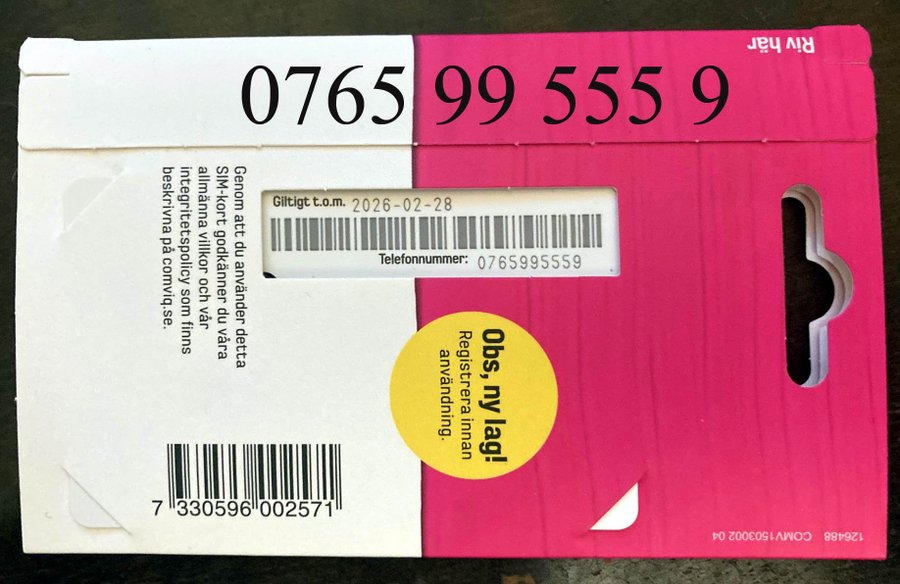 Riv här
0765 99 555 9
Giltigt t.o.m. 2026-02-28
Telefonnummer: 0765995559
Genom att du använder detta
SIM-kort godkänner du våra
allmänna villkor och vår
integritetspolicy som finns
beskrivna på comviq.se.
Obs, ny lag!
Registrera innan
användning.
7 330596 002571
126488 COMV1503002 04